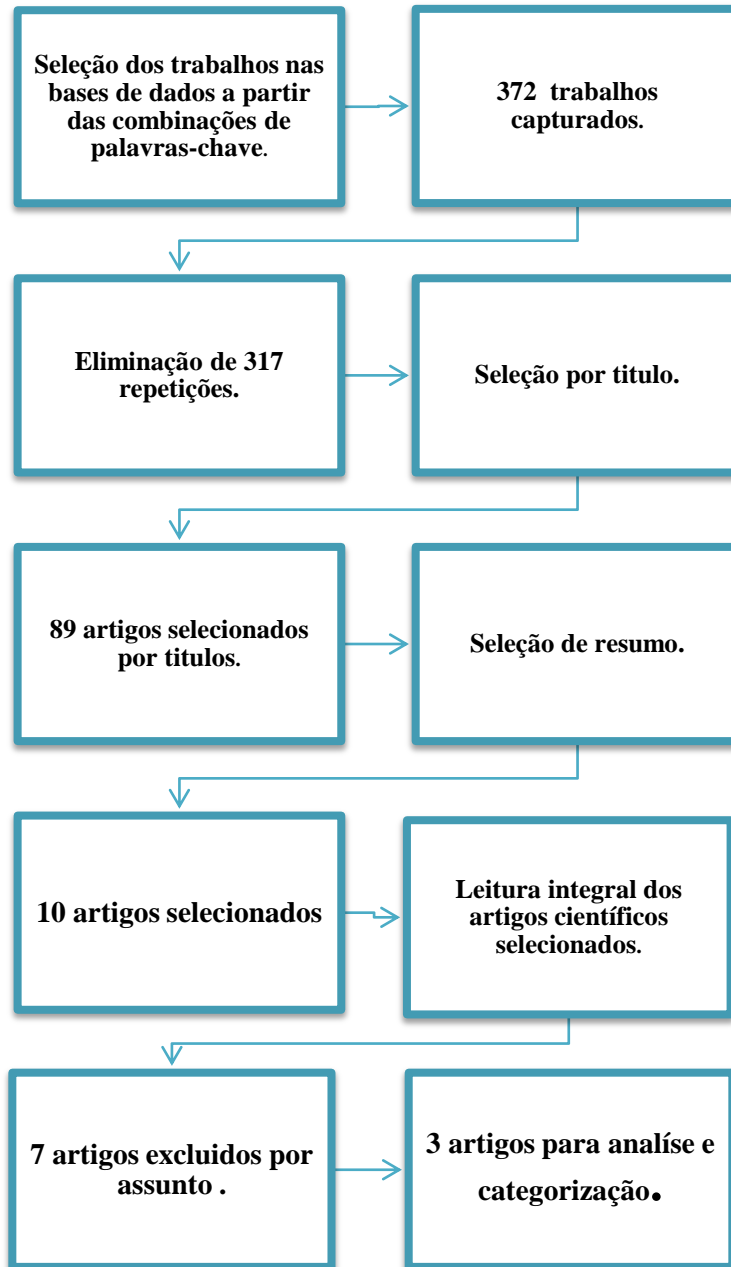 Seleção dos trabalhos nas
bases de dados a partir
das combinações de
palavras-chave.
372 trabalhos
capturados.
Eliminação de 317
repetições.
Seleção por titulo.
89 artigos selecionados
por titulos.
Seleção de resumo.
10 artigos selecionados
Leitura integral dos
artigos científicos
selecionados.
7 artigos excluidos por
assunto .
3 artigos para analíse e
categorização.